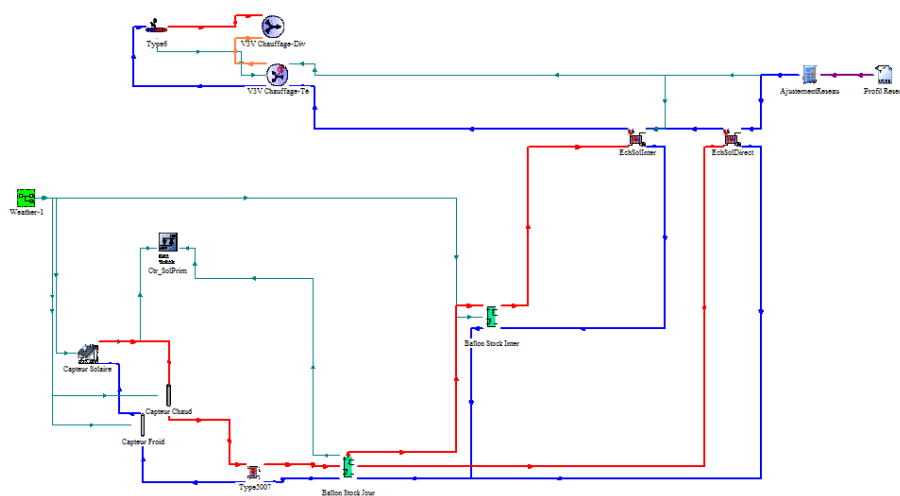 Type6
V3V Chauffage-Div
V3V Chauffage-Te
AjustementReseau
Profil Resea
EchSolInter
EchSolDirect
Weather-1
Ctr_SolPrim
Ballon Stock Inter
Capteur Solaire
Capteur Chaud
Capteur Froid
Type5007
Ballon Stock Jour